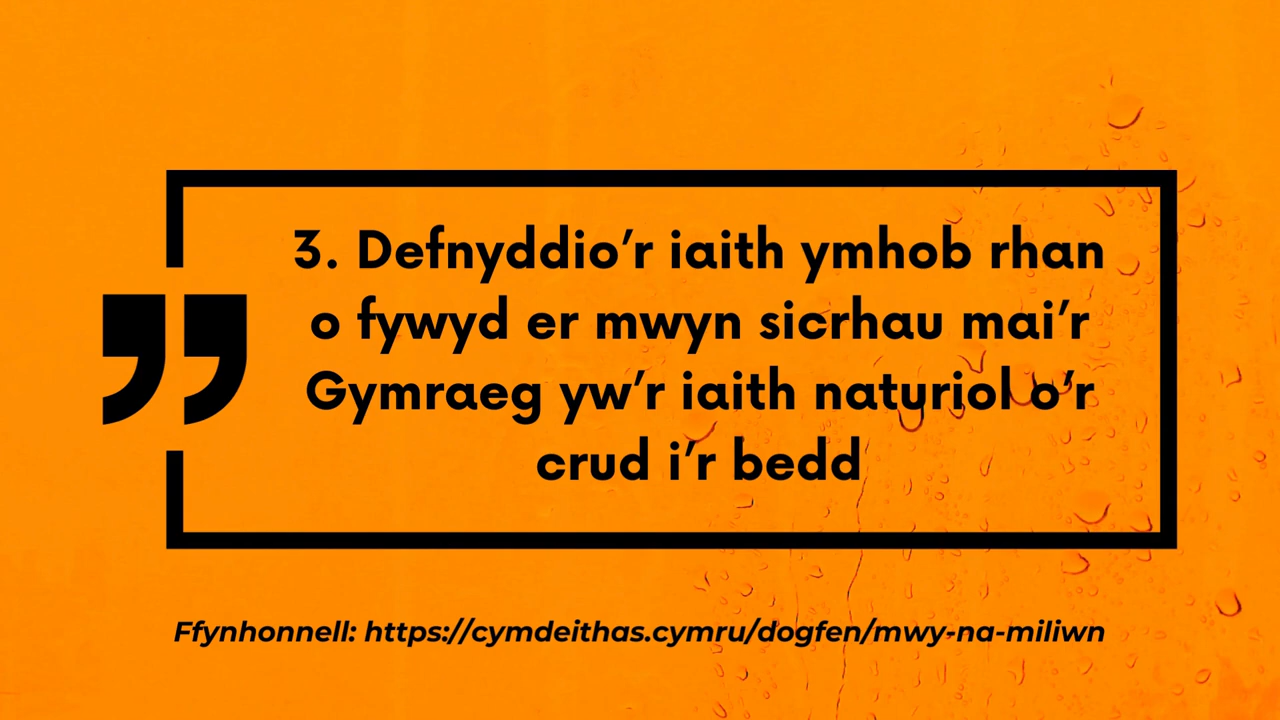 3. Defnyddio’r iaith ymhob rhan
o fywyd er mwyn sicrhau mai’r
Gymraeg yw’r iaith naturiol o’r
crud i’r bedd
Ffynhonnell: https://cymdeithas.cymru/dogfen/mwy-na-miliwn